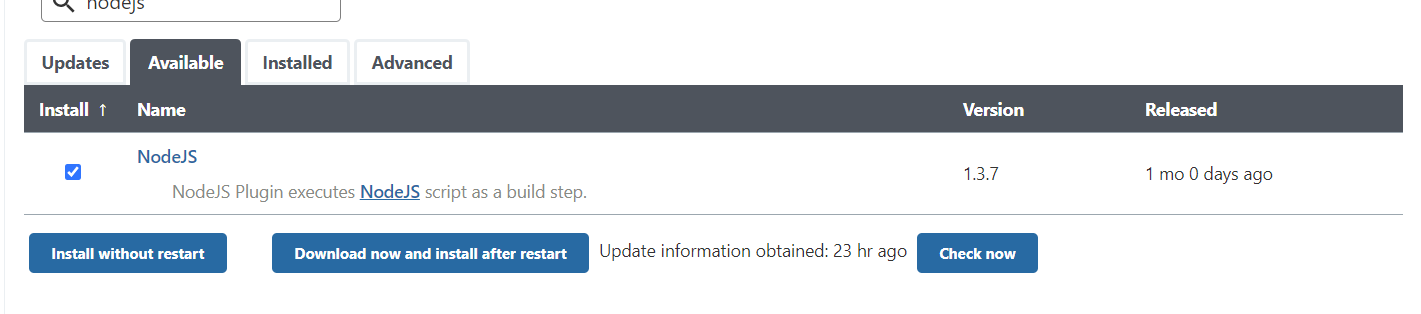 nodejs
Updates Available Installed Advanced
Install ↑ Name Version Released
NodeJS
NodeJS Plugin executes NodeJS script as a build step.
1.3.7 1 mo 0 days ago
Install without restart Download now and install after restart Update information obtained: 23 hr ago Check now